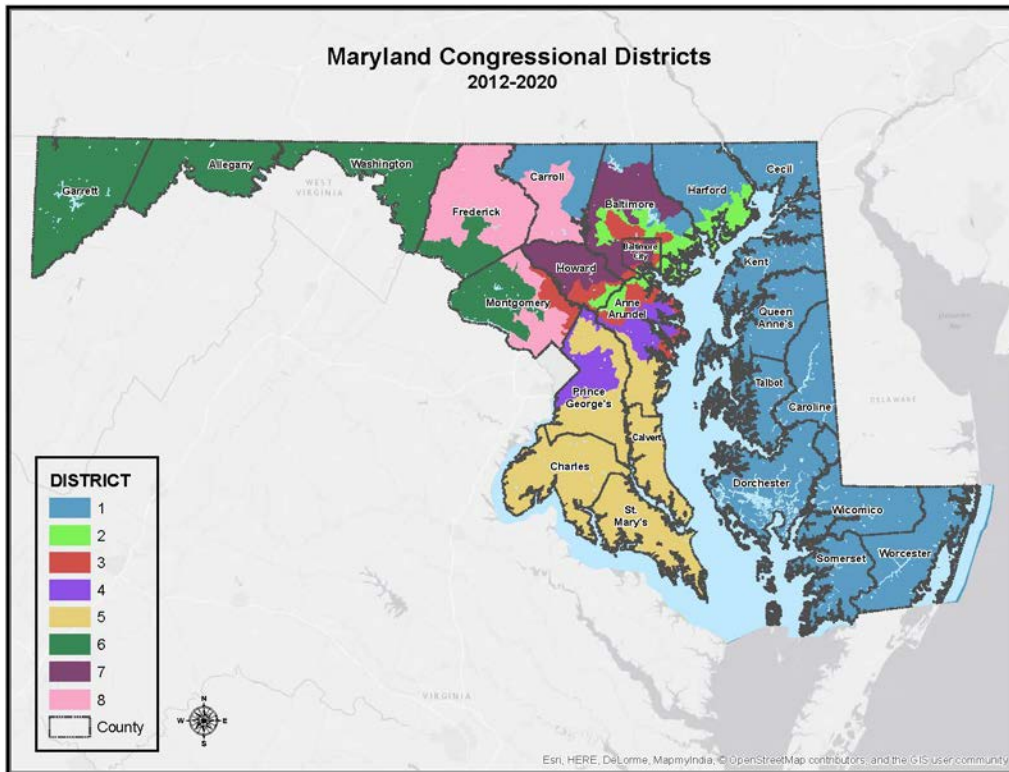 Maryland Congressional Districts
2012-2020
Garrett
Allegany
Washington
Frederick
Carroll
Baltimore
Baltimore
City
Harford
Cecil
Kent
Howard
Montgomery
Anne
Arundel
Queen
Anne's
Talbot
Caroline
Prince
George's
Calvert
Charles
St.
Mary's
Dorchester
Wicomico
Somerset
Worcester
WEST
VIRGINIA
DELAWARE
VIRGINIA
DISTRICT
1
2
3
4
5
6
7
8
County
N
W
E
S
Esri, HERE, DeLorme, MapmyIndia, © OpenStreetMap contributors, and the GIS user community